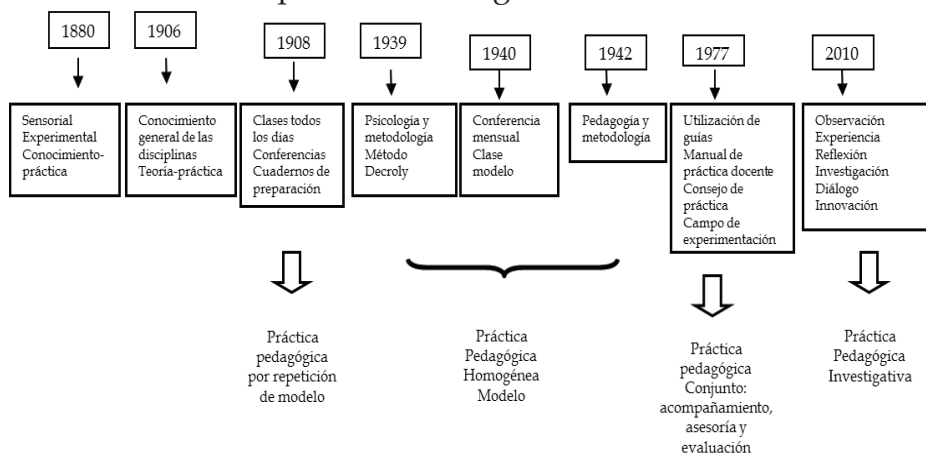 1880
1906
1908
1939
1940
1942
1977
2010
Sensorial
Experimental
Conocimiento-
práctica
Conocimiento
general de las
disciplinas
Teoría-práctica
Clases todos
los días
Conferencias
Cuadernos de
preparación
Psicología y
metodología
Método
Decroly
Conferencia
mensual
Clase
modelo
Pedagogía y
metodología
Utilización de
guías
Manual de
práctica docente
Consejo de
práctica
Campo de
experimentación
Observación
Experiencia
Reflexión
Investigación
Diálogo
Innovación
Práctica
pedagógica
por repetición
de modelo
Práctica
Pedagógica
Homogénea
Modelo
Práctica
pedagógica
Conjunto:
acompañamiento,
asesoría y
evaluación
Práctica
Pedagógica
Investigativa